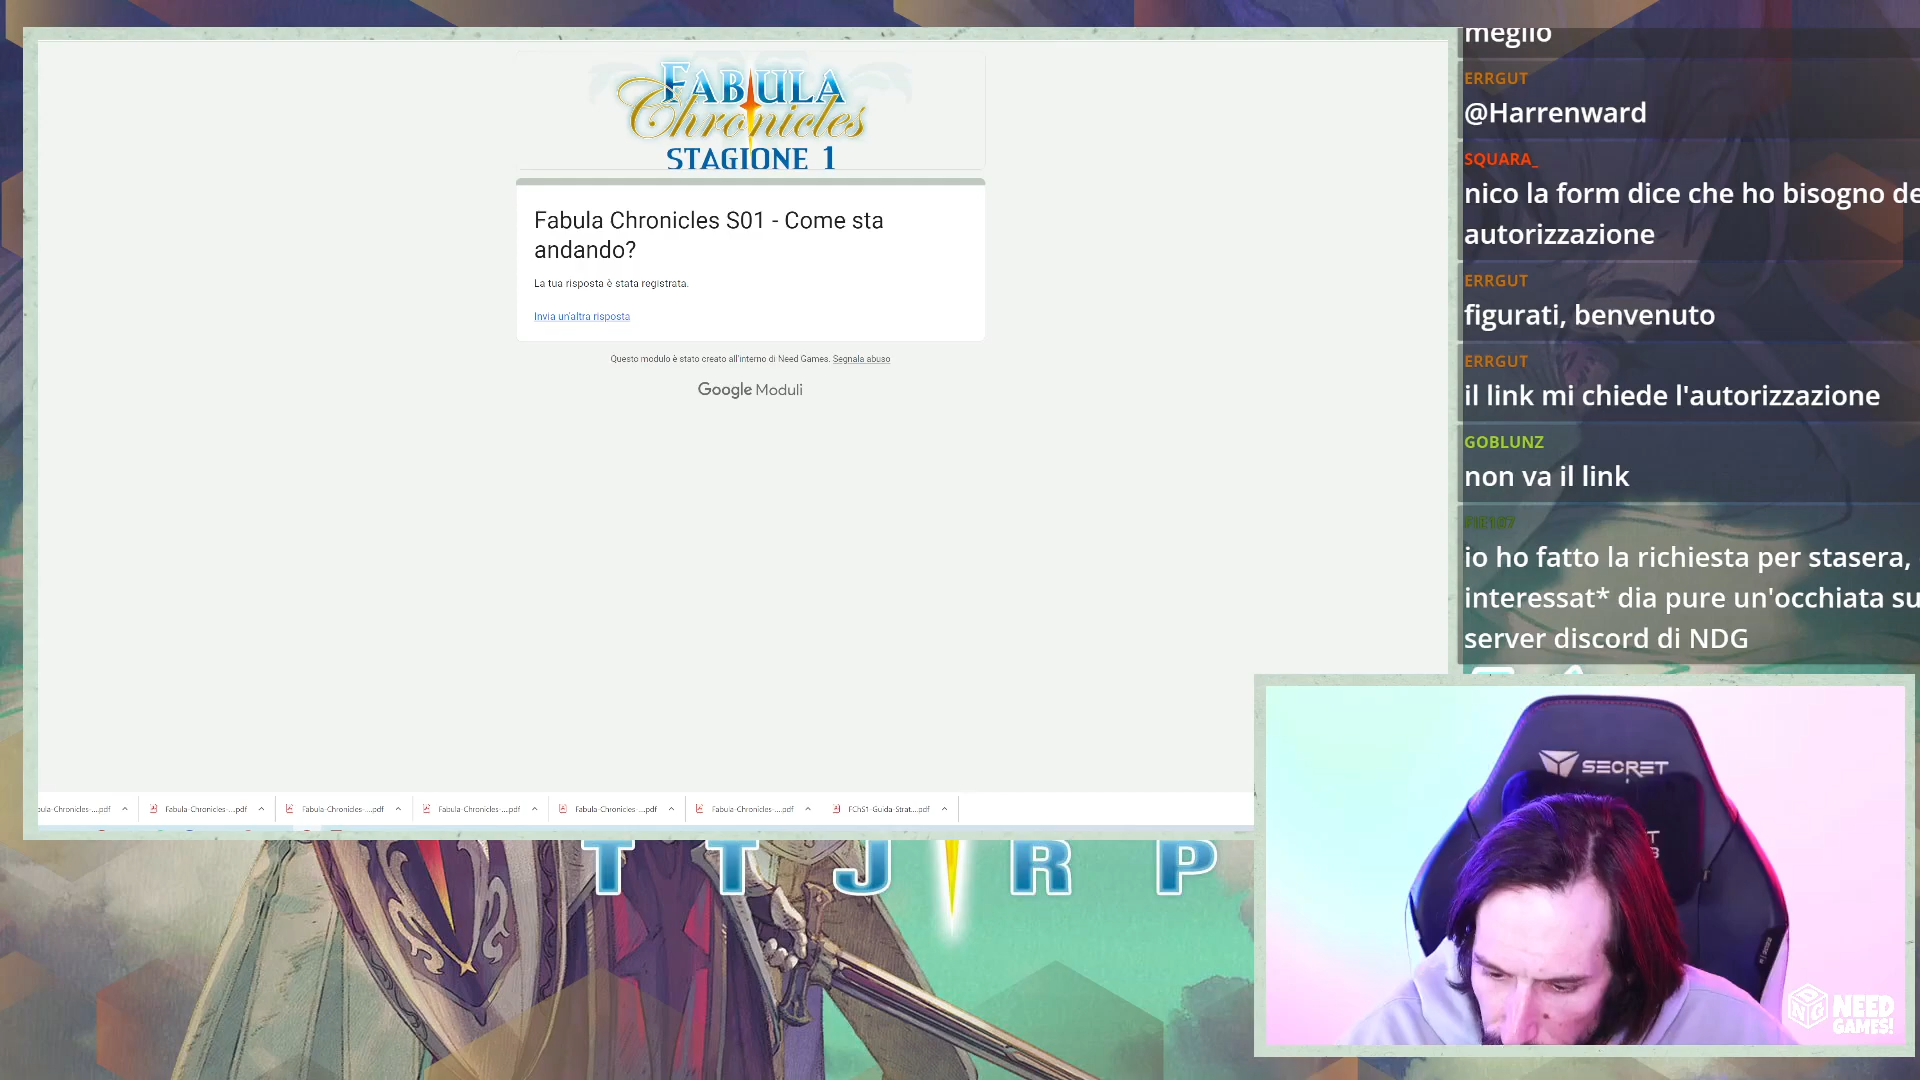 FABULA
Chronicles
STAGIONE 1
Fabula Chronicles S01 - Come sta
andando?
La tua risposta è stata registrata.
Invia un'altra risposta
Questo modulo è stato creato all'interno di Need Games. Segnala abuso
Google Moduli
meglio
ERRGUT
@Harrenward
SQUARA_
nico la form dice che ho bisogno de
autorizzazione
ERRGUT
figurati, benvenuto
ERRGUT
il link mi chiede l'autorizzazione
GOBLUNZ
non va il link
io ho fatto la richiesta per stasera,
interessat* dia pure un'occhiata su
server discord di NDG
ula-Chronicles-....pdf
Fabula-Chronicles-....pdf
Fabula-Chronicles-....pdf
Fabula-Chronicles-....pdf
Fabula-Chronicles-....pdf
Fabula-Chronicles-....pdf
FChS1-Guida-Strat....pdf
T T J R P
SECRET
NEED
GAMES!